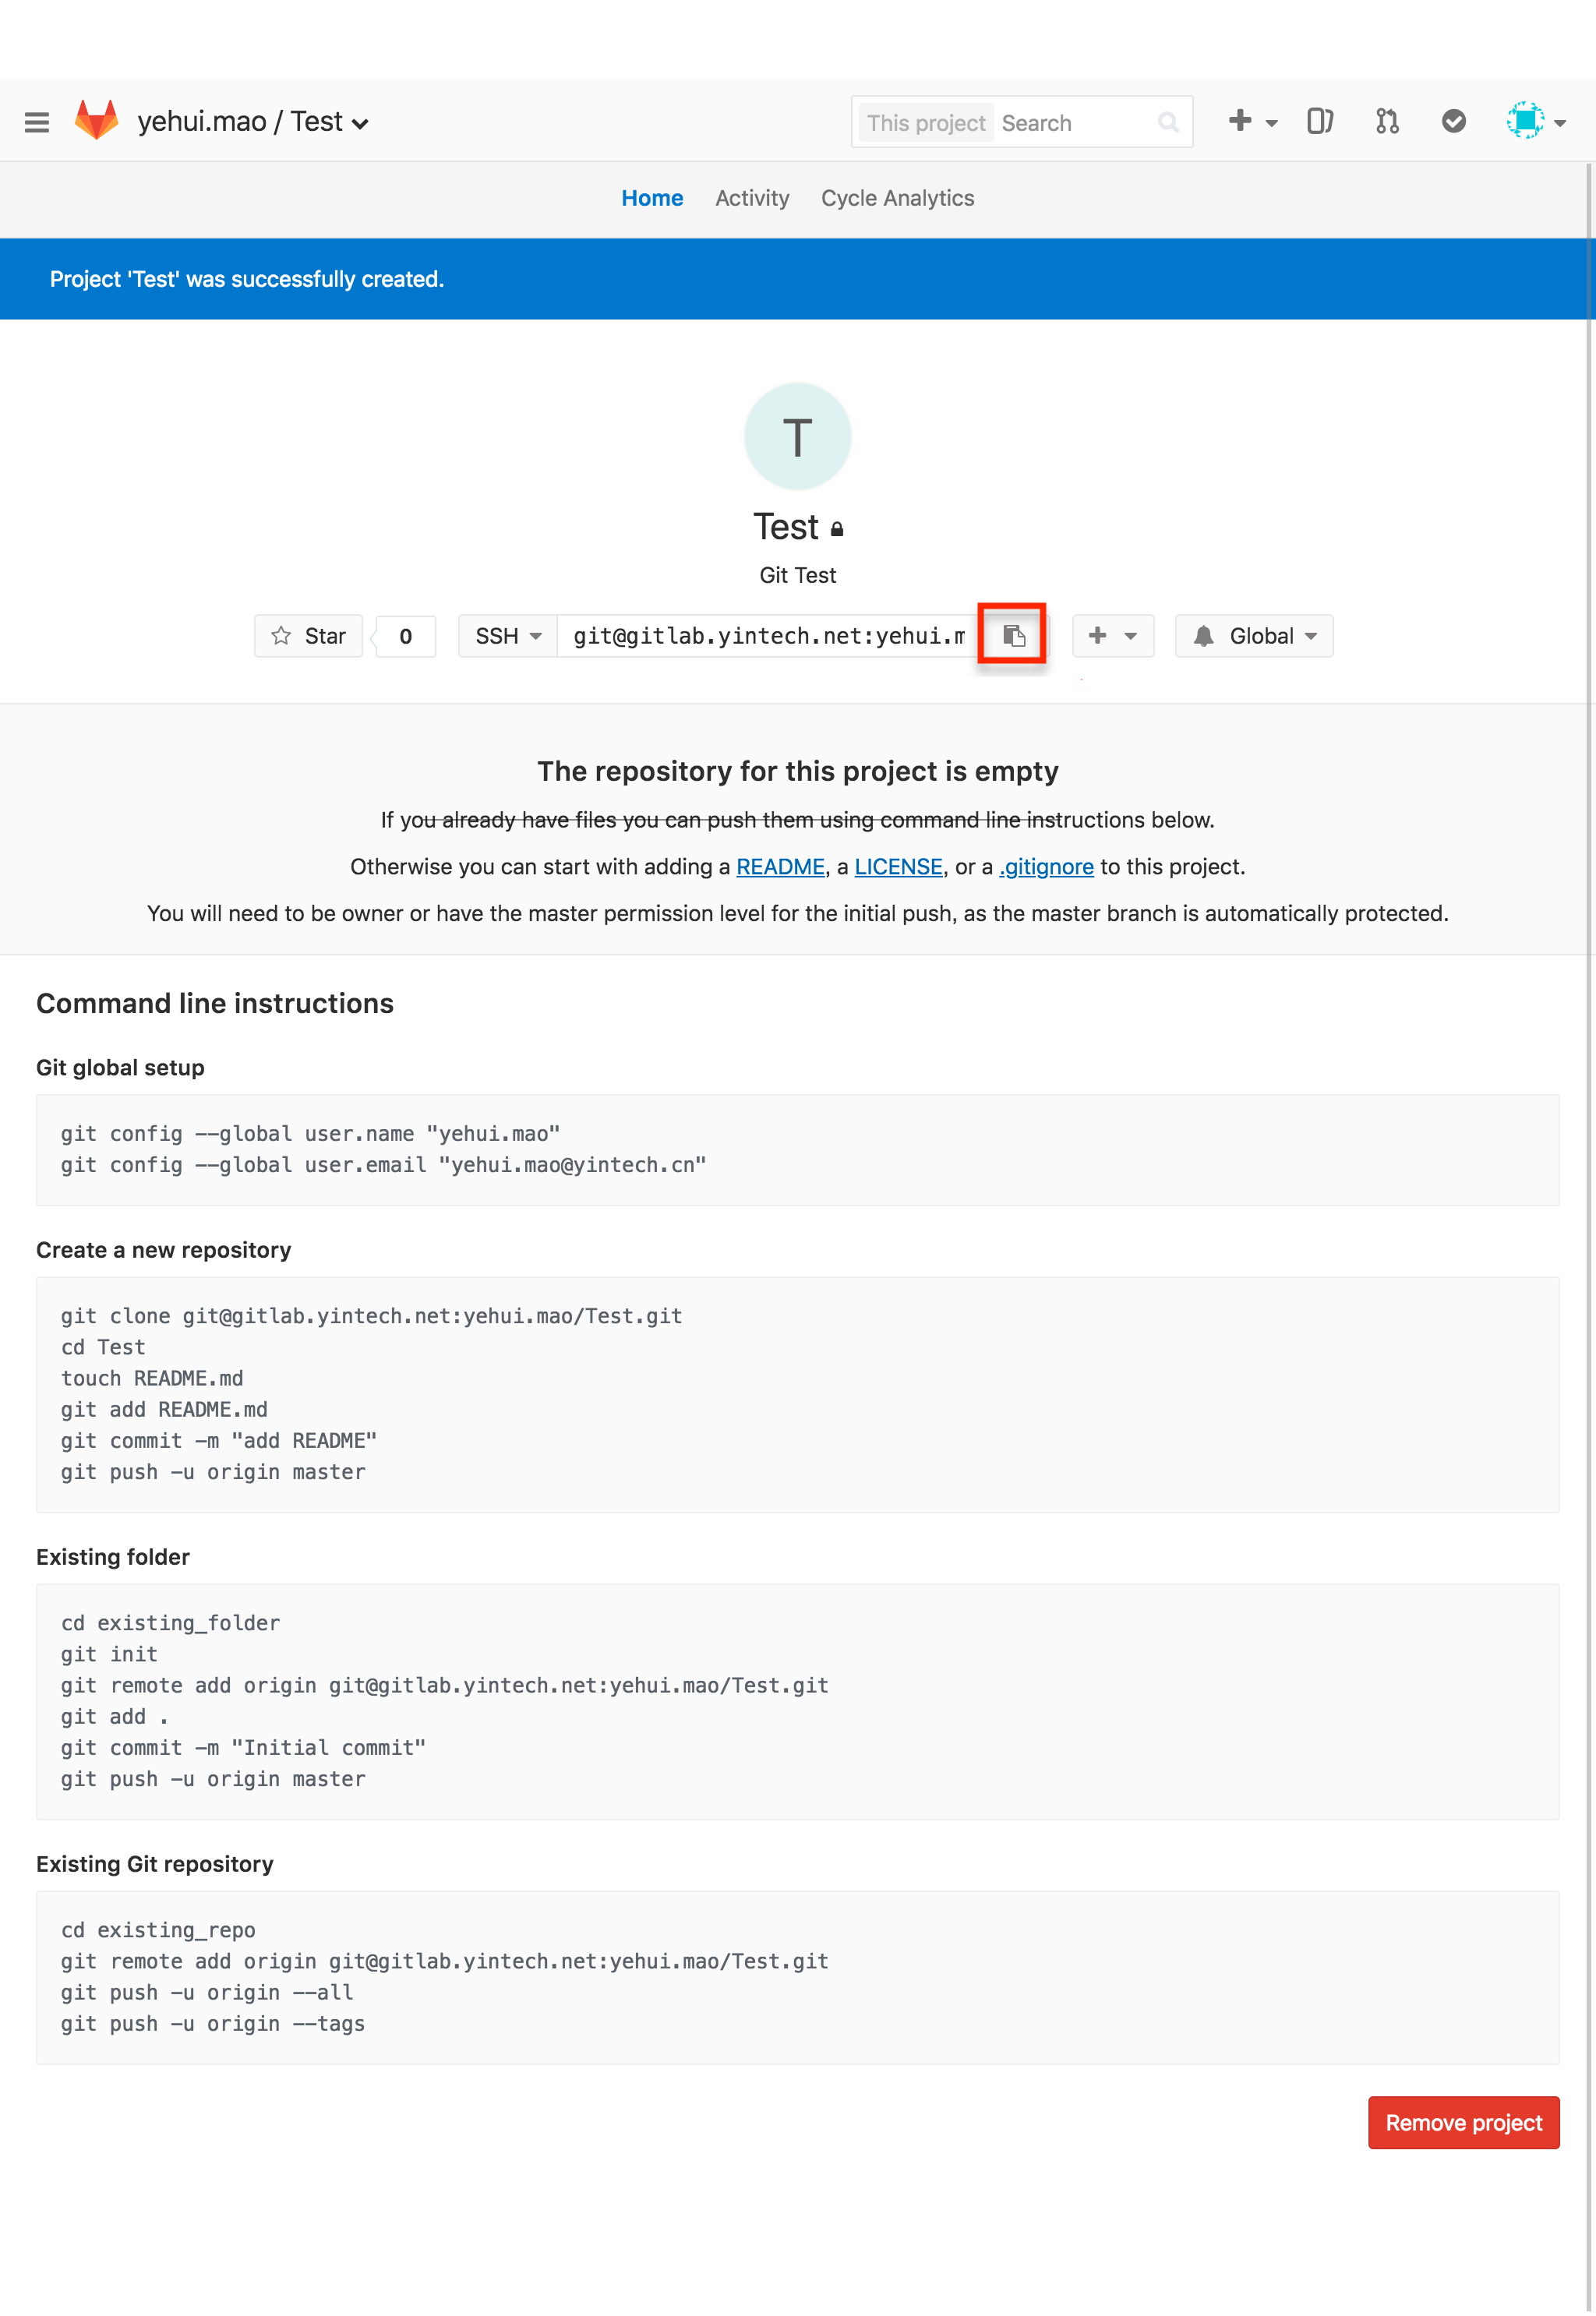 yehui.mao / Test
This project Search
Home Activity Cycle Analytics
Project 'Test' was successfully created.
T
Test
Git Test
Star 0 SSH git@gitlab.yintech.net:yehui.m Global
The repository for this project is empty
If you already have files you can push them using command line instructions below.
Otherwise you can start with adding a README, a LICENSE, or a .gitignore to this project.
You will need to be owner or have the master permission level for the initial push, as the master branch is automatically protected.
Command line instructions
Git global setup
git config --global user.name "yehui.mao"
git config --global user.email "yehui.mao@yintech.cn"
Create a new repository
git clone git@gitlab.yintech.net:yehui.mao/Test.git
cd Test
touch README.md
git add README.md
git commit -m "add README"
git push -u origin master
Existing folder
cd existing_folder
git init
git remote add origin git@gitlab.yintech.net:yehui.mao/Test.git
git add .
git commit -m "Initial commit"
git push -u origin master
Existing Git repository
cd existing_repo
git remote add origin git@gitlab.yintech.net:yehui.mao/Test.git
git push -u origin --all
git push -u origin --tags
Remove project